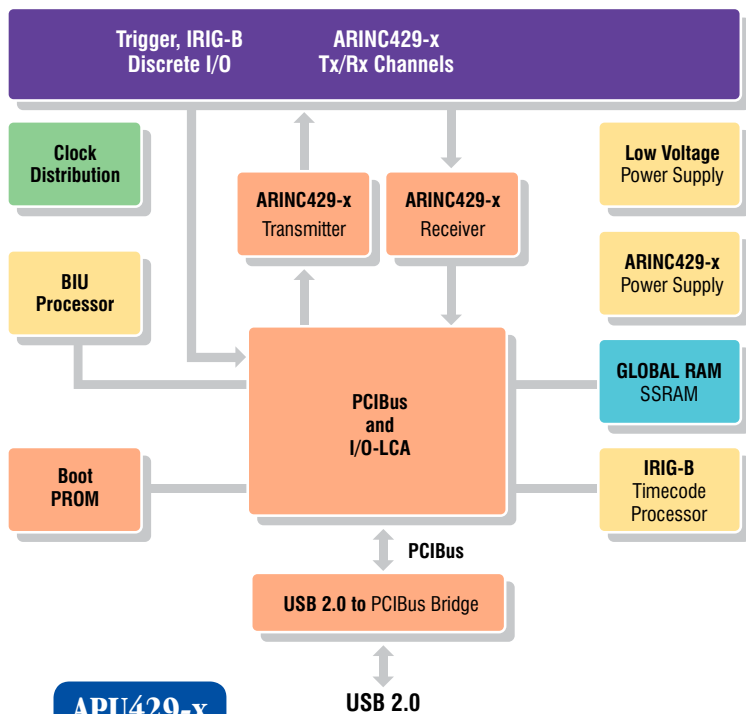 Trigger, IRIG-B
Discrete I/O
ARINC429-x
Tx/Rx Channels
Clock
Distribution
ARINC429-x
Transmitter
ARINC429-x
Receiver
Low Voltage
Power Supply
BIU
Processor
ARINC429-x
Power Supply
PCIBus
and
I/O-LCA
GLOBAL RAM
SSRAM
Boot
PROM
IRIG-B
Timecode
Processor
PCIBus
USB 2.0 to PCIBus Bridge
USB 2.0
APU429-x